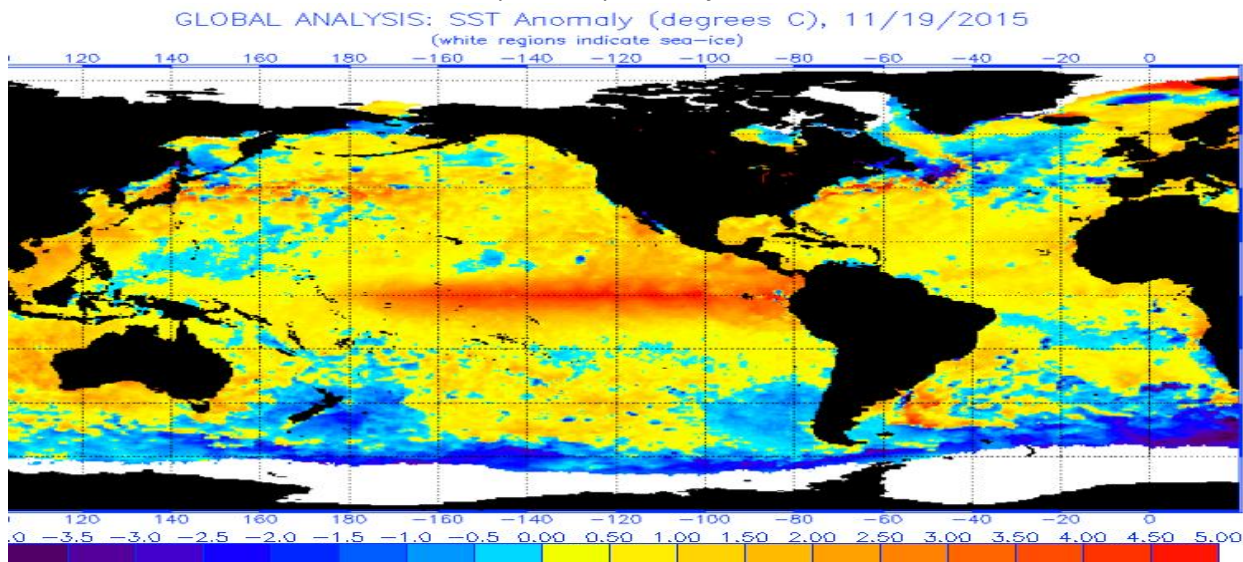 GLOBAL ANALYSIS: SST Anomaly (degrees C), 11/19/2015
(white regions indicate sea-ice)
120 140 160 180 -160 -140 -120 -100 -80 -60 -40 -20 0
120 140 160 180 -160 -140 -120 -100 -80 -60 -40 -20 0
.0 -3.5 -3.0 -2.5 -2.0 -1.5 -1.0 -0.5 0.00 0.50 1.00 1.50 2.00 2.50 3.00 3.50 4.00 4.50 5.00